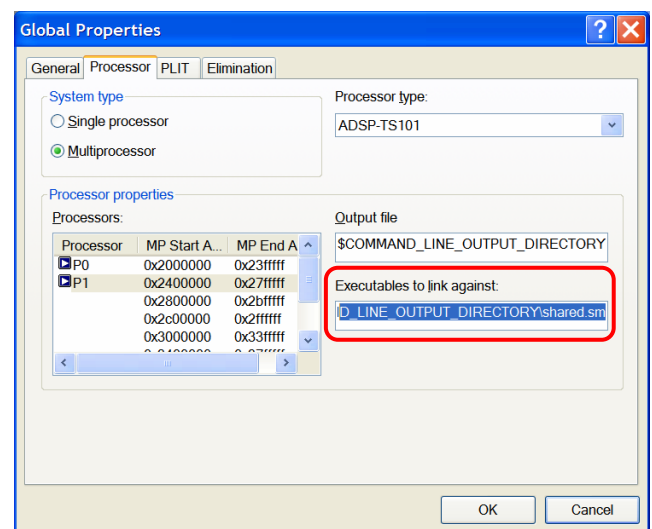 Global Properties
General Processor PLIT Elimination
System type
Single processor
Multiprocessor
Processor type:
ADSP-TS101
Processor properties
Processors:
Processor MP Start A... MP End A
P0 0x2000000 0x23fffff
P1 0x2400000 0x27fffff
0x2800000 0x2bfffff
0x2c00000 0x2ffffff
0x3000000 0x33fffff
Output file
$COMMAND_LINE_OUTPUT_DIRECTORY
Executables to link against:
D_LINE_OUTPUT_DIRECTORY\shared.sm
OK Cancel